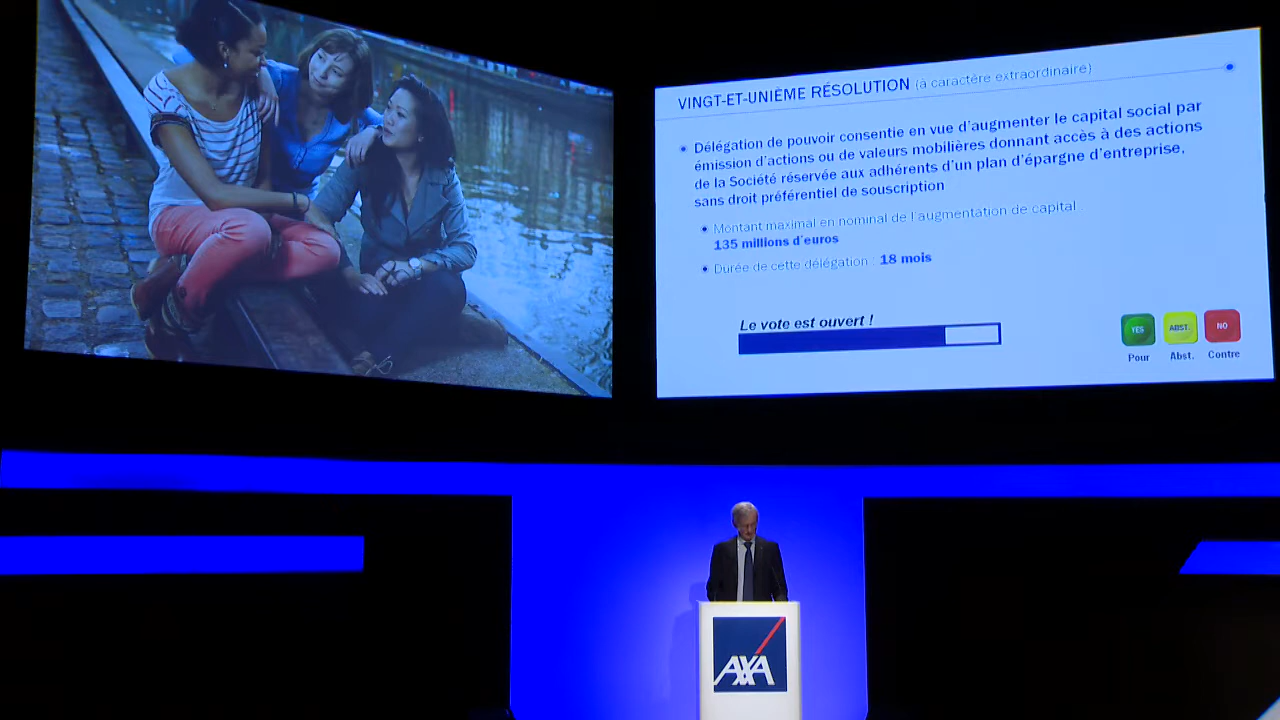 VINGT-ET-UNIÈME RÉSOLUTION (à caractère extraordinaire)
Délégation de pouvoir consentie en vue d'augmenter le capital social par
émission d'actions ou de valeurs mobilières donnant accès à des actions
de la Société réservée aux adhérents d'un plan d'épargne d'entreprise,
sans droit préférentiel de souscription
Montant maximal en nominal de l'augmentation de capital :
135 millions d'euros
Durée de cette délégation : 18 mois
Le vote est ouvert !
YES ABST. NO
Pour Abst. Contre
AXA